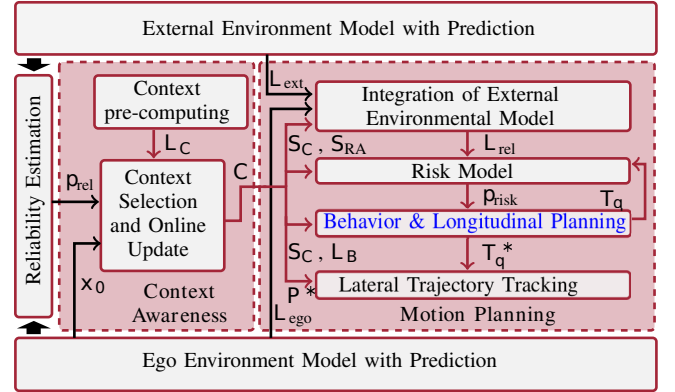 External Environment Model with Prediction
Reliability Estimation
Context
pre-computing
L_C
p_rel
Context
Selection
and Online
Update
C
x_0
Context
Awareness
L_ext
Integration of External
Environmental Model
S_C , S_RA
L_rel
Risk Model
p_risk
T_q
Behavior & Longitudinal Planning
S_C , L_B
T_q*
P*
Lateral Trajectory Tracking
L_ego
Motion Planning
Ego Environment Model with Prediction